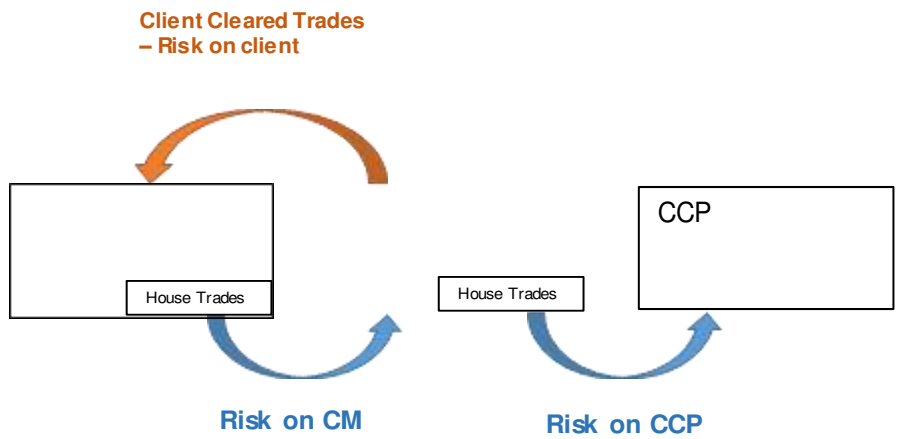 Client Cleared Trades
– Risk on client
CCP
House Trades
House Trades
Risk on CM
Risk on CCP